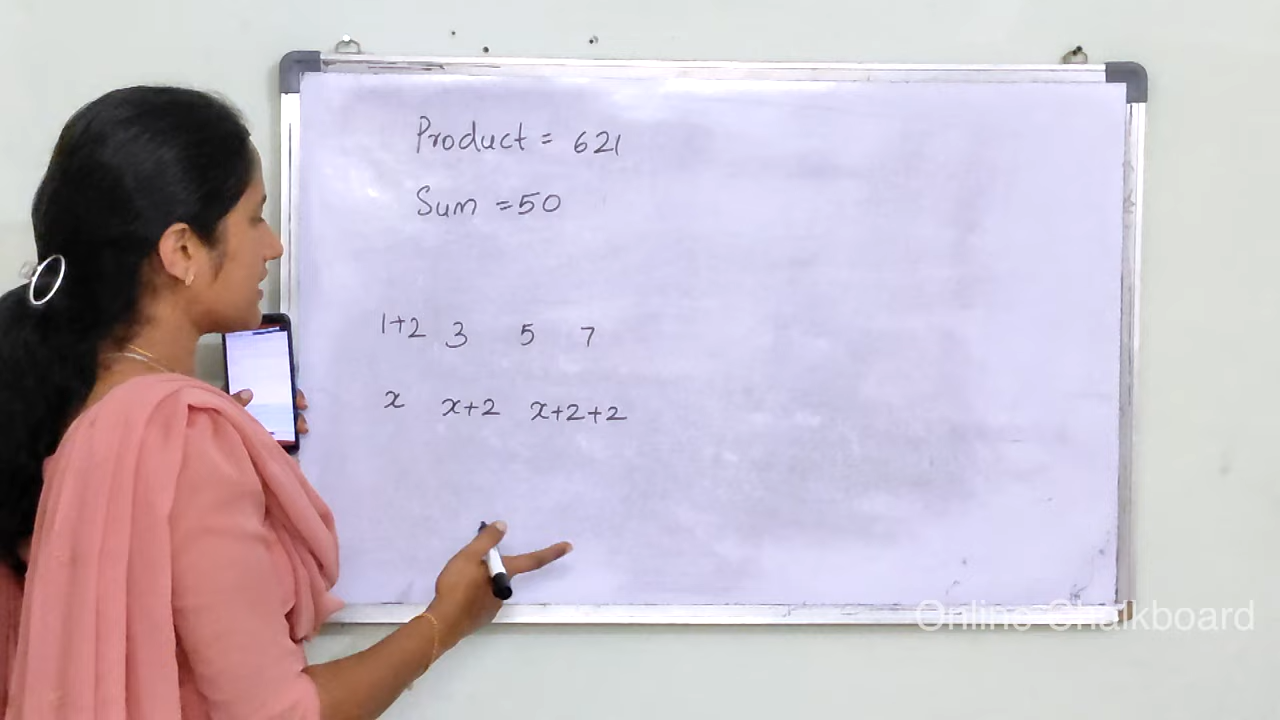 Product = 621
Sum = 50
1+2 3 5 7
x x+2 x+2+2
Online Chalkboard